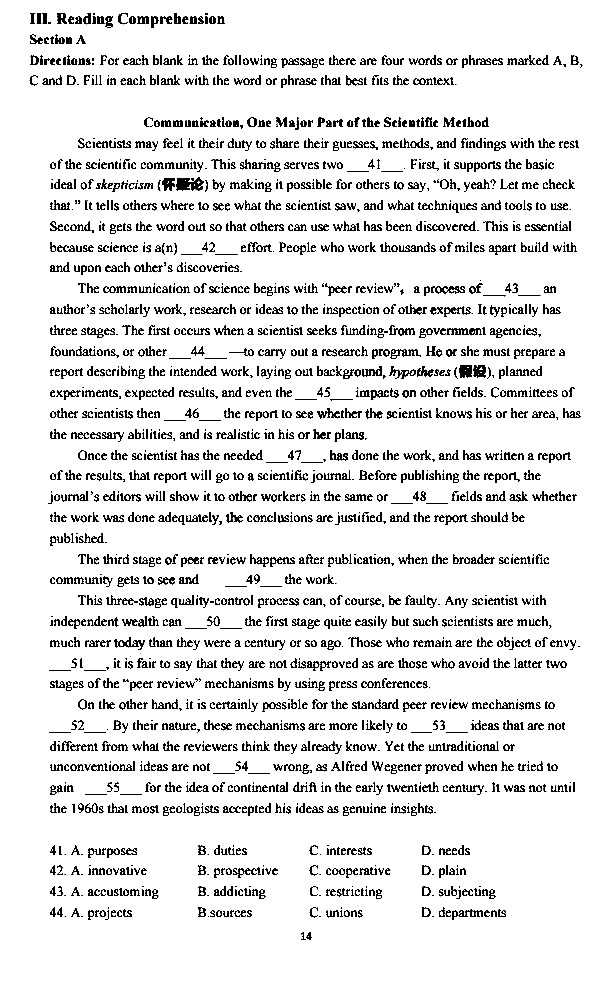 III. Reading Comprehension
Section A
Directions: For each blank in the following passage there are four words or phrases marked A, B,
C and D. Fill in each blank with the word or phrase that best fits the context.
Communication, One Major Part of the Scientific Method
Scientists may feel it their duty to share their guesses, methods, and findings with the rest
of the scientific community. This sharing serves two ___41___. First, it supports the basic
ideal of skepticism (怀疑论) by making it possible for others to say, “Oh, yeah? Let me check
that.” It tells others where to see what the scientist saw, and what techniques and tools to use.
Second, it gets the word out so that others can use what has been discovered. This is essential
because science is a(n) ___42___ effort. People who work thousands of miles apart build with
and upon each other’s discoveries.
The communication of science begins with “peer review”, a process of ___43___ an
author’s scholarly work, research or ideas to the inspection of other experts. It typically has
three stages. The first occurs when a scientist seeks funding-from government agencies,
foundations, or other ___44___ —to carry out a research program. He or she must prepare a
report describing the intended work, laying out background, hypotheses (假设), planned
experiments, expected results, and even the ___45___ impacts on other fields. Committees of
other scientists then ___46___ the report to see whether the scientist knows his or her area, has
the necessary abilities, and is realistic in his or her plans.
Once the scientist has the needed ___47___, has done the work, and has written a report
of the results, that report will go to a scientific journal. Before publishing the report, the
journal’s editors will show it to other workers in the same or ___48___ fields and ask whether
the work was done adequately, the conclusions are justified, and the report should be
published.
The third stage of peer review happens after publication, when the broader scientific
community gets to see and ___49___ the work.
This three-stage quality-control process can, of course, be faulty. Any scientist with
independent wealth can ___50___ the first stage quite easily but such scientists are much,
much rarer today than they were a century or so ago. Those who remain are the object of envy.
___51___, it is fair to say that they are not disapproved as are those who avoid the latter two
stages of the “peer review” mechanisms by using press conferences.
On the other hand, it is certainly possible for the standard peer review mechanisms to
___52___. By their nature, these mechanisms are more likely to ___53___ ideas that are not
different from what the reviewers think they already know. Yet the untraditional or
unconventional ideas are not ___54___ wrong, as Alfred Wegener proved when he tried to
gain ___55___ for the idea of continental drift in the early twentieth century. It was not until
the 1960s that most geologists accepted his ideas as genuine insights.
41. A. purposes B. duties C. interests D. needs
42. A. innovative B. prospective C. cooperative D. plain
43. A. accustoming B. addicting C. restricting D. subjecting
44. A. projects B.sources C. unions D. departments
14